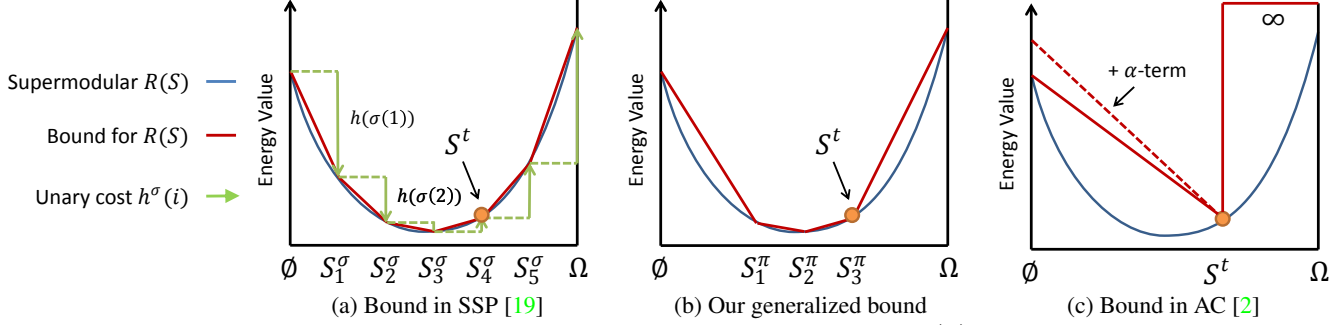 Supermodular R(S)
Bound for R(S)
Unary cost h^σ(i)
Energy Value
h(σ(1))
h(σ(2))
S^t
∅ S_1^σ S_2^σ S_3^σ S_4^σ S_5^σ Ω
(a) Bound in SSP [19]
Energy Value
S^t
∅ S_1^π S_2^π S_3^π Ω
(b) Our generalized bound
Energy Value
+ α-term
∞
∅ S^t Ω
(c) Bound in AC [2]